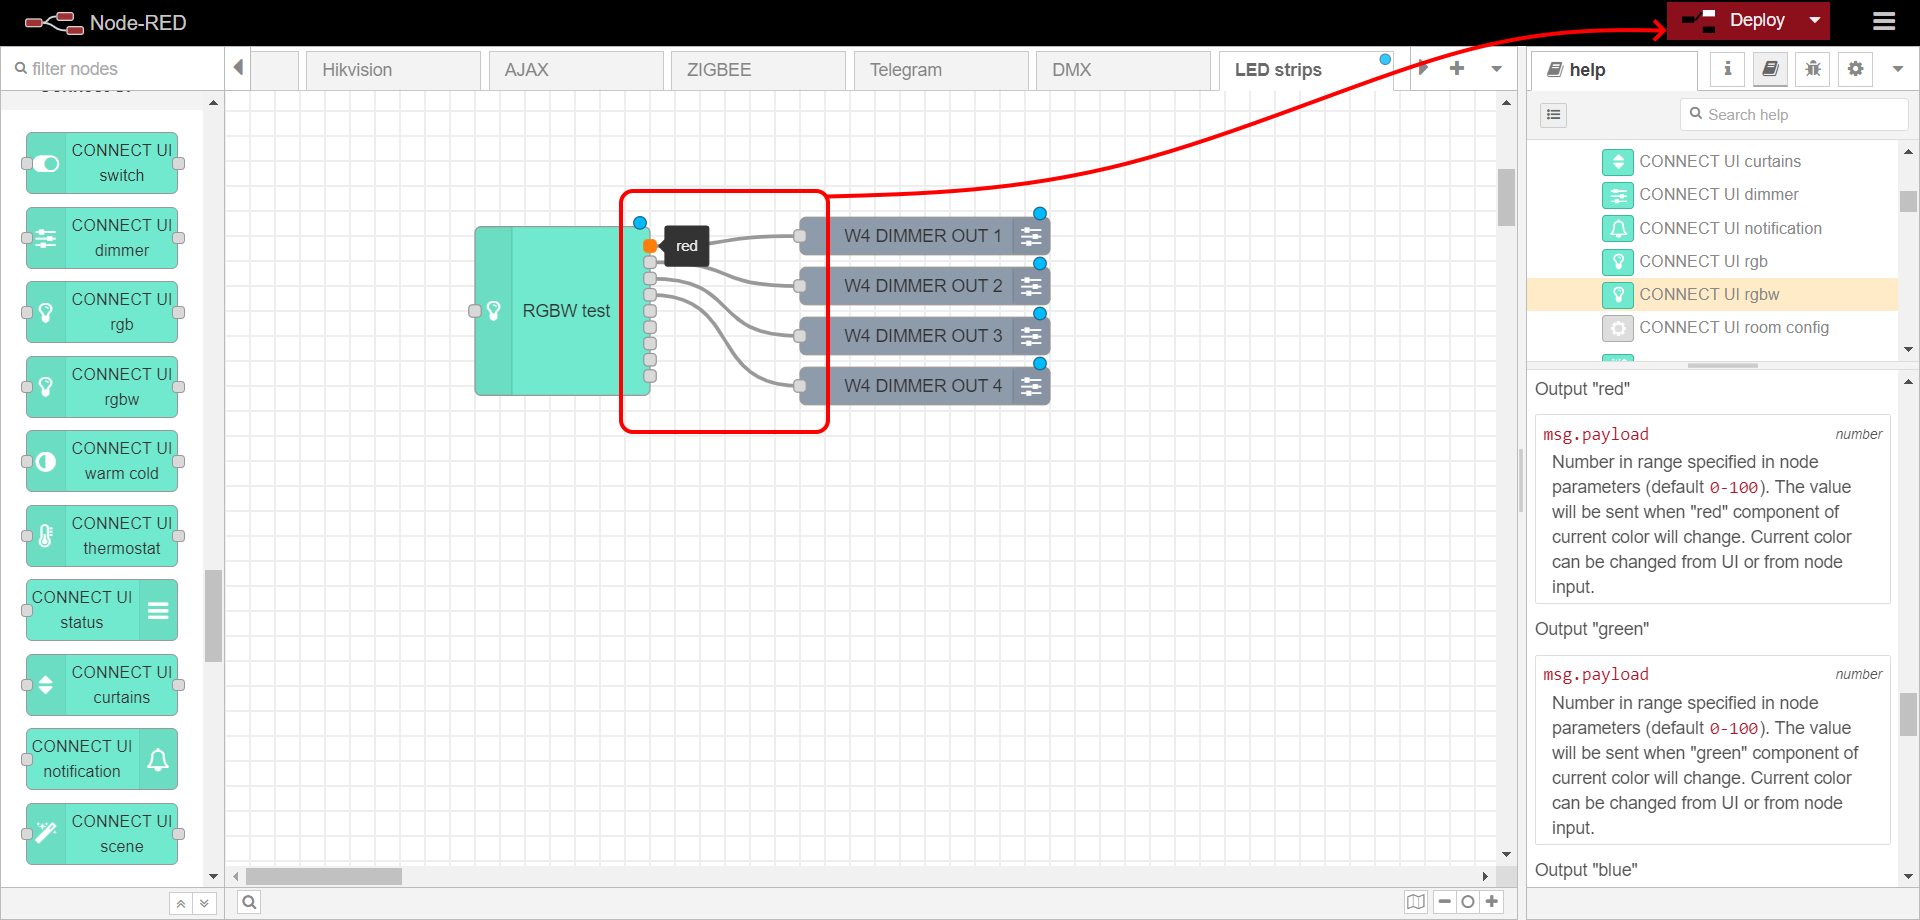 Node-RED
Deploy
filter nodes
Hikvision
AJAX
ZIGBEE
Telegram
DMX
LED strips
help
i
Search help
CONNECT UI
switch
CONNECT UI
dimmer
CONNECT UI
rgb
CONNECT UI
rgbw
CONNECT UI
warm cold
CONNECT UI
thermostat
CONNECT UI
status
CONNECT UI
curtains
CONNECT UI
notification
CONNECT UI
scene
RGBW test
red
W4 DIMMER OUT 1
W4 DIMMER OUT 2
W4 DIMMER OUT 3
W4 DIMMER OUT 4
CONNECT UI curtains
CONNECT UI dimmer
CONNECT UI notification
CONNECT UI rgb
CONNECT UI rgbw
CONNECT UI room config
Output "red"
msg.payload number
Number in range specified in node
parameters (default 0-100). The value
will be sent when "red" component of
current color will change. Current color
can be changed from UI or from node
input.
Output "green"
msg.payload number
Number in range specified in node
parameters (default 0-100). The value
will be sent when "green" component of
current color will change. Current color
can be changed from UI or from node
input.
Output "blue"